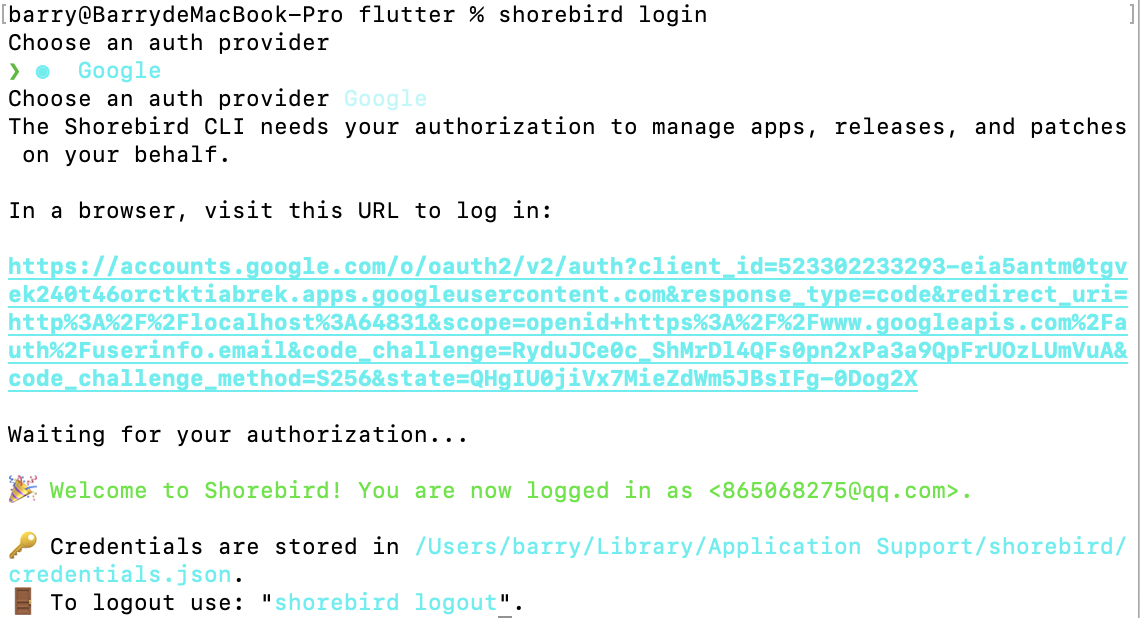 [barry@BarrydeMacBook-Pro flutter % shorebird login ]
Choose an auth provider
❯ ◉ Google
Choose an auth provider Google
The Shorebird CLI needs your authorization to manage apps, releases, and patches
on your behalf.
In a browser, visit this URL to log in:
https://accounts.google.com/o/oauth2/v2/auth?client_id=523302233293-eia5antm0tgv
ek240t46orctktiabrek.apps.googleusercontent.com&response_type=code&redirect_uri=
http%3A%2F%2Flocalhost%3A64831&scope=openid+https%3A%2F%2Fwww.googleapis.com%2Fa
uth%2Fuserinfo.email&code_challenge=RyduJCe0c_ShMrDl4QFs0pn2xPa3a9QpFrUOzLUmVuA&
code_challenge_method=S256&state=QHgIU0jiVx7MieZdWm5JBsIFg-0Dog2X
Waiting for your authorization...
🎉 Welcome to Shorebird! You are now logged in as <865068275@qq.com>.
🔑 Credentials are stored in /Users/barry/Library/Application Support/shorebird/
credentials.json.
🚪 To logout use: "shorebird logout".